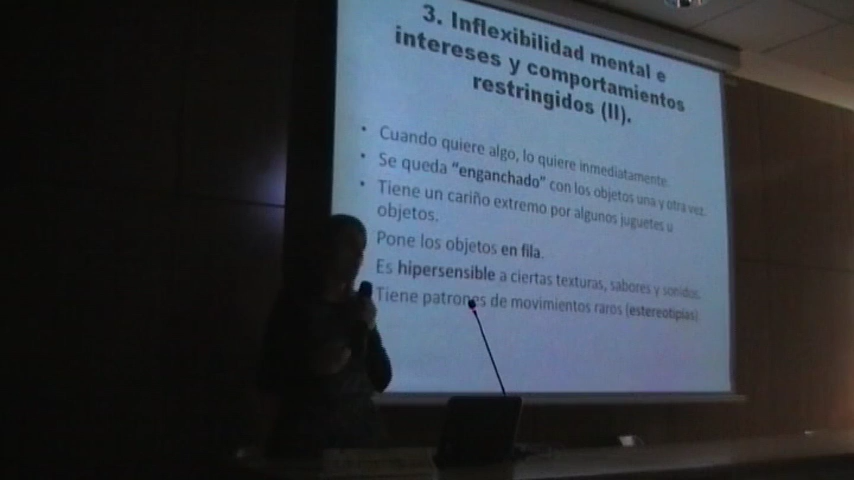 3. Inflexibilidad mental e
intereses y comportamientos
restringidos (II).
• Cuando quiere algo, lo quiere inmediatamente.
• Se queda “enganchado” con los objetos una y otra vez.
• Tiene un cariño extremo por algunos juguetes u
objetos.
Pone los objetos en fila.
Es hipersensible a ciertas texturas, sabores y sonidos.
Tiene patrones de movimientos raros (estereotipias)